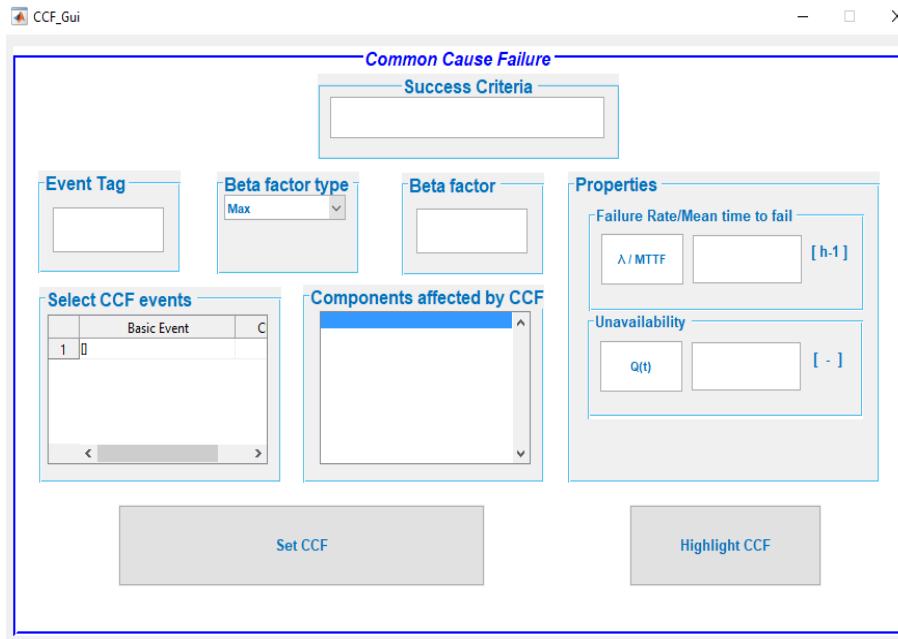 CCF_Gui
Common Cause Failure
Success Criteria
Event Tag
Beta factor type
Max
Beta factor
Properties
Failure Rate/Mean time to fail
λ / MTTF
[ h-1 ]
Select CCF events
Basic Event
C
1
[]
Components affected by CCF
Unavailability
Q(t)
[ - ]
Set CCF
Highlight CCF